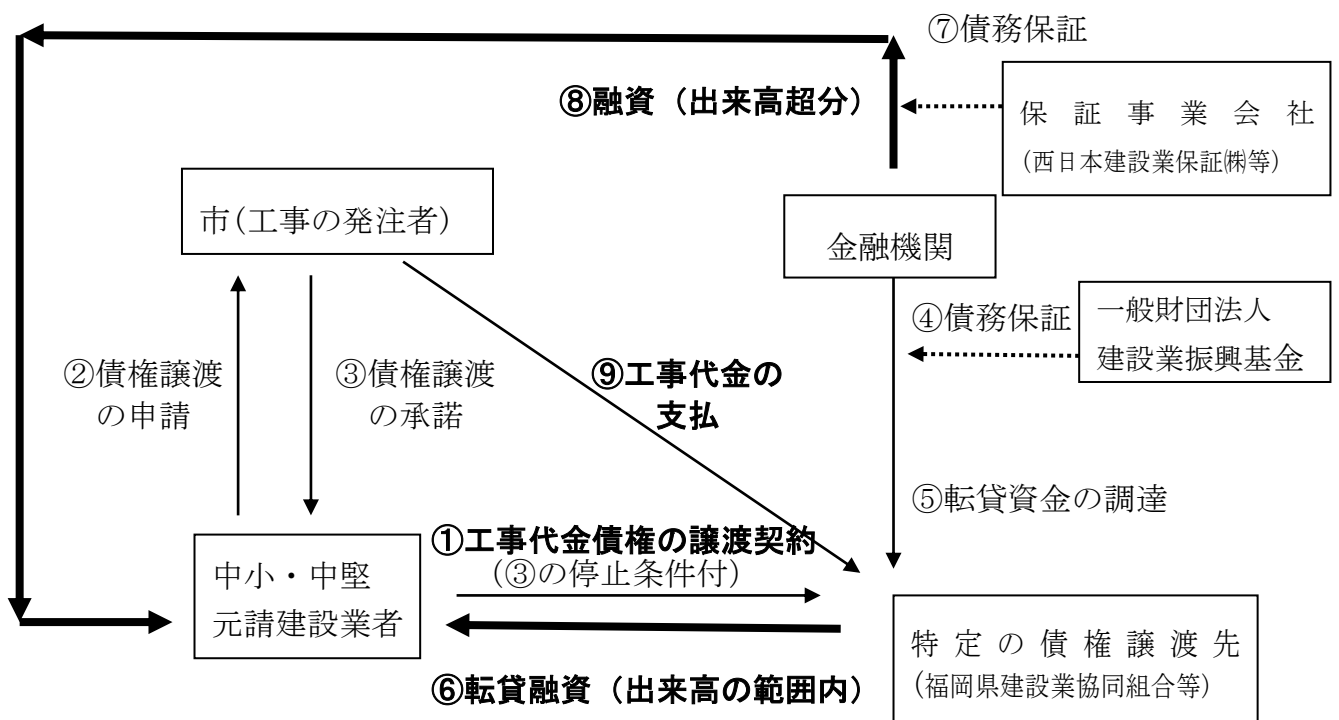 ⑦債務保証
⑧融資（出来高超分）
保証事業会社
(西日本建設業保証㈱等)
市(工事の発注者)
金融機関
④債務保証
一般財団法人
建設業振興基金
②債権譲渡
の申請
③債権譲渡
の承諾
⑨工事代金の
支払
⑤転貸資金の調達
①工事代金債権の譲渡契約
(③の停止条件付)
中小・中堅
元請建設業者
特定の債権譲渡先
(福岡県建設業協同組合等)
⑥転貸融資（出来高の範囲内）